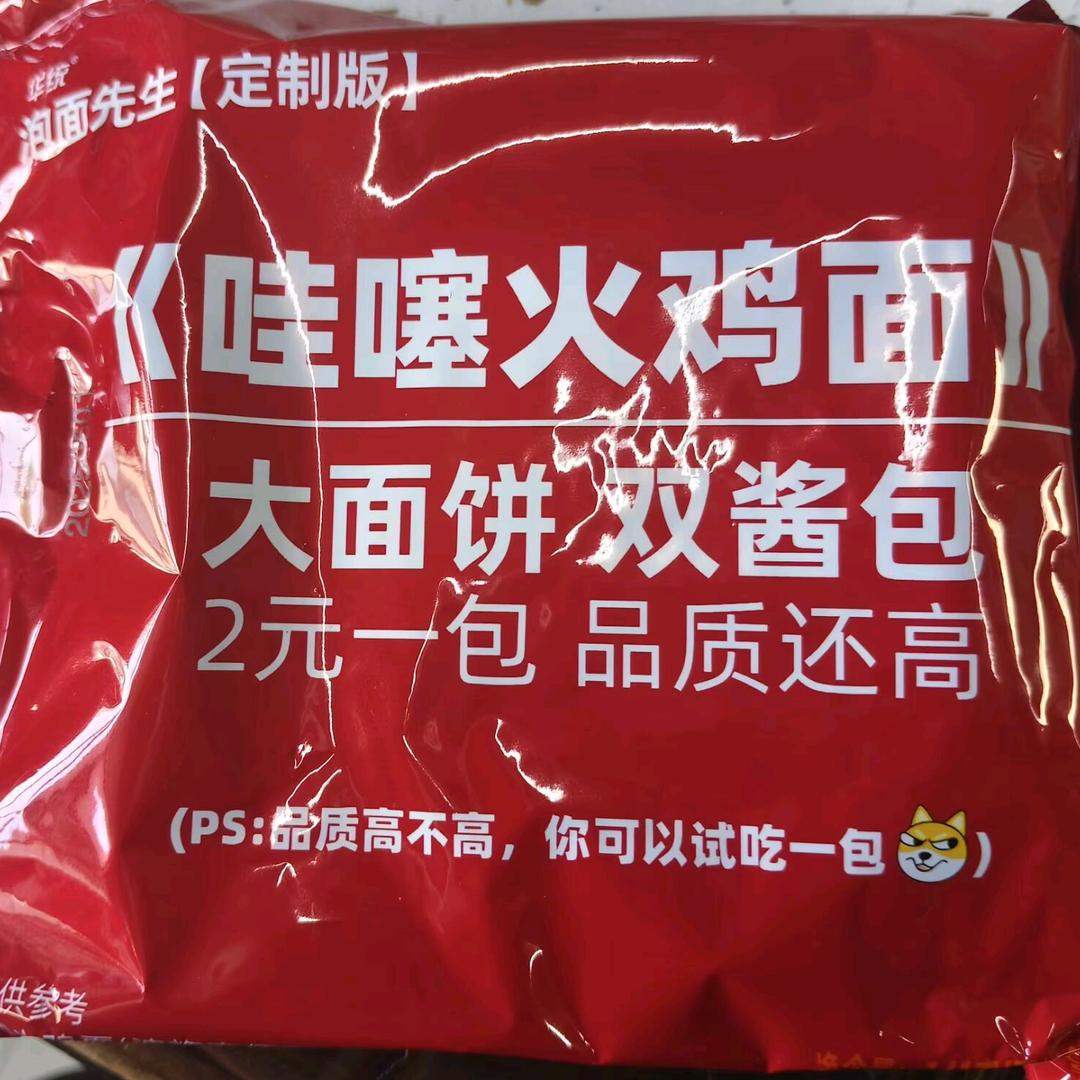 华统
泡面先生【定制版】
《哇噻火鸡面》
大面饼 双酱包
2元一包 品质还高
(PS:品质高不高，你可以试吃一包)
供参考